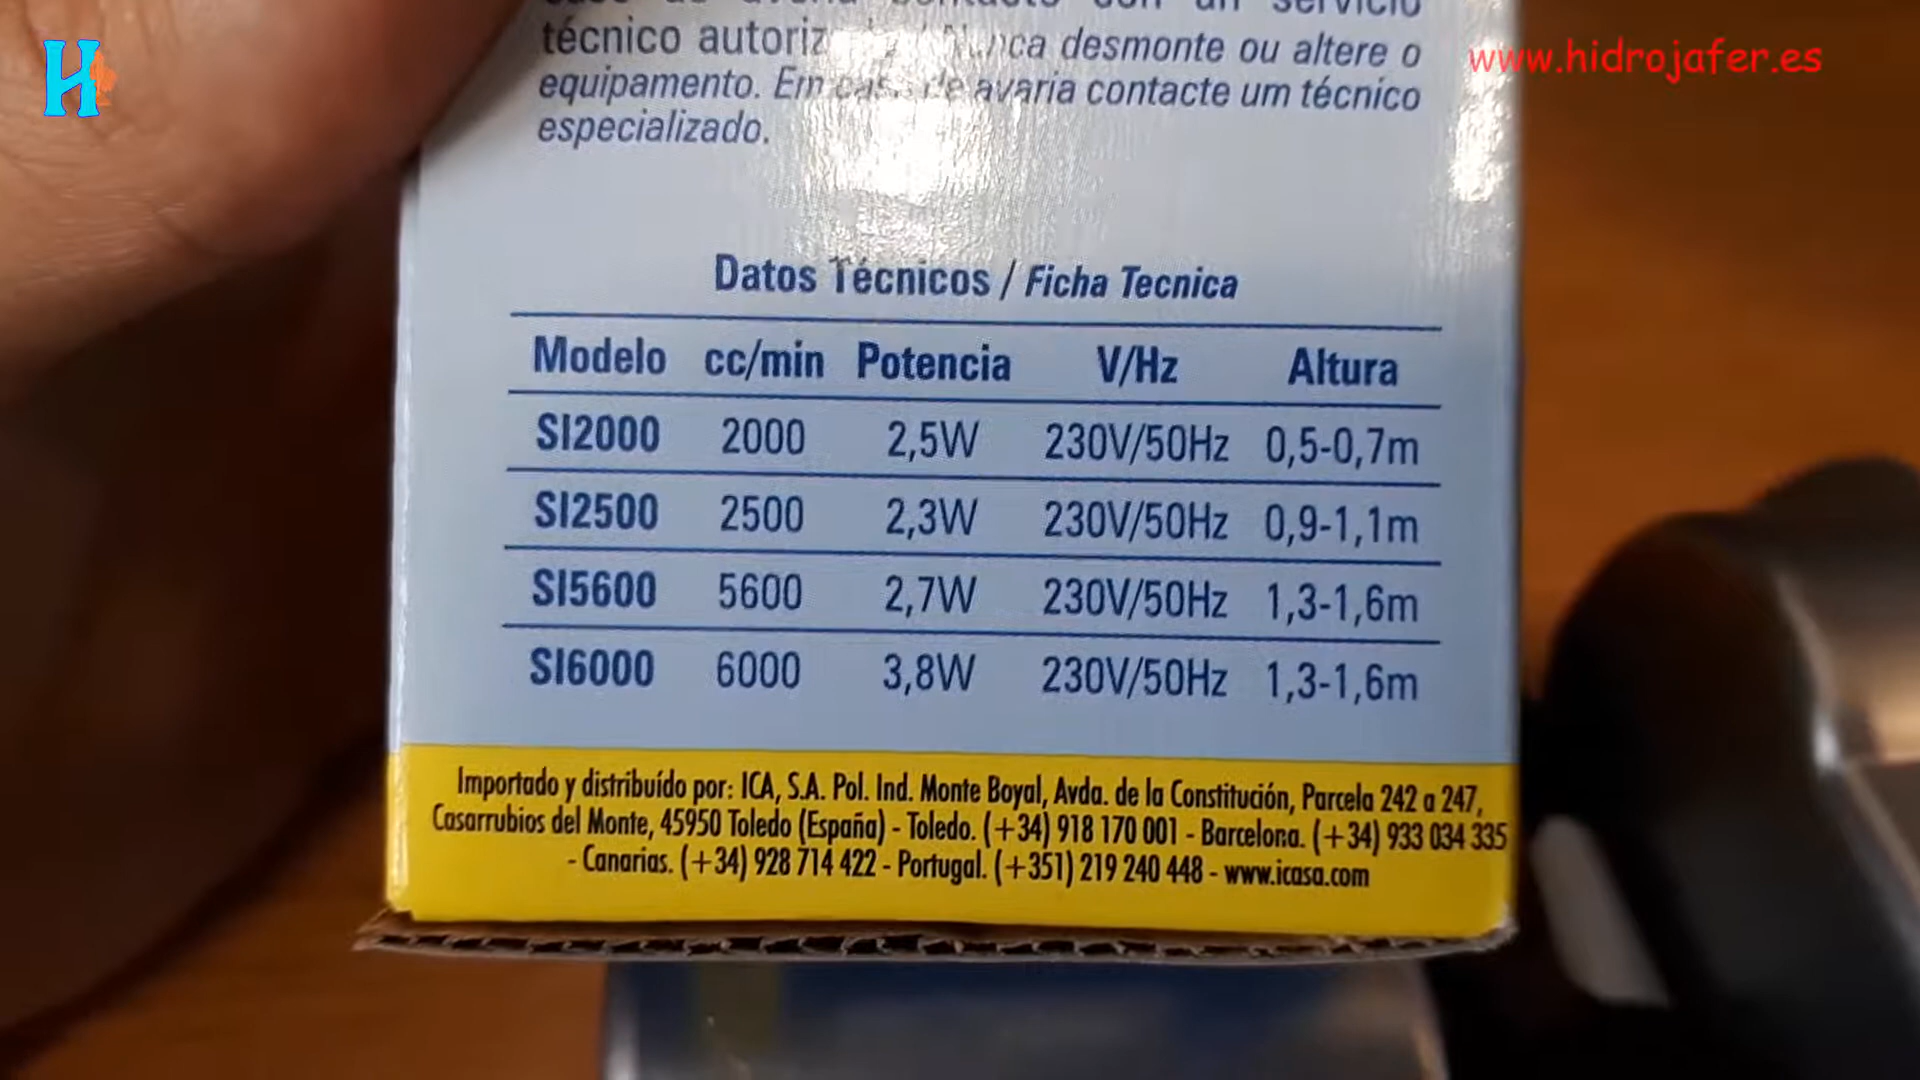 H
www.hidrojafer.es
servicio
técnico desmonte ou altere o
equipamento. Em avaria contacte um técnico
especializado.
Datos Técnicos / Ficha Tecnica
Modelo cc/min Potencia V/Hz Altura
SI2000 2000 2,5W 230V/50Hz 0,5-0,7m
SI2500 2500 2,3W 230V/50Hz 0,9-1,1m
SI5600 5600 2,7W 230V/50Hz 1,3-1,6m
SI6000 6000 3,8W 230V/50Hz 1,3-1,6m
Importado y distribuído por: ICA, S.A. Pol. Ind. Monte Boyal, Avda. de la Constitución, Parcela 242 a 247,
Casarrubios del Monte, 45950 Toledo (España) - Toledo. (+34) 918 170 001 - Barcelona. (+34) 933 034 335
- Canarias. (+34) 928 714 422 - Portugal. (+351) 219 240 448 - www.icasa.com